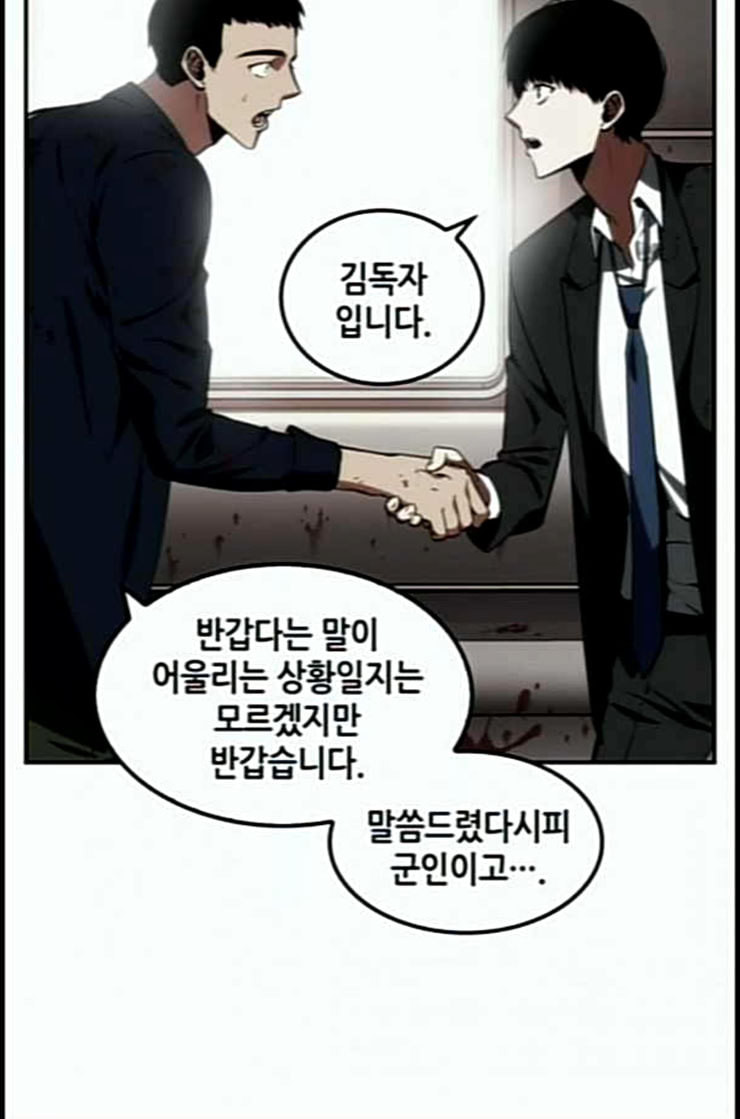 김독자
입니다.
반갑다는 말이
어울리는 상황일지는
모르겠지만
반갑습니다.
말씀드렸다시피
군인이고….